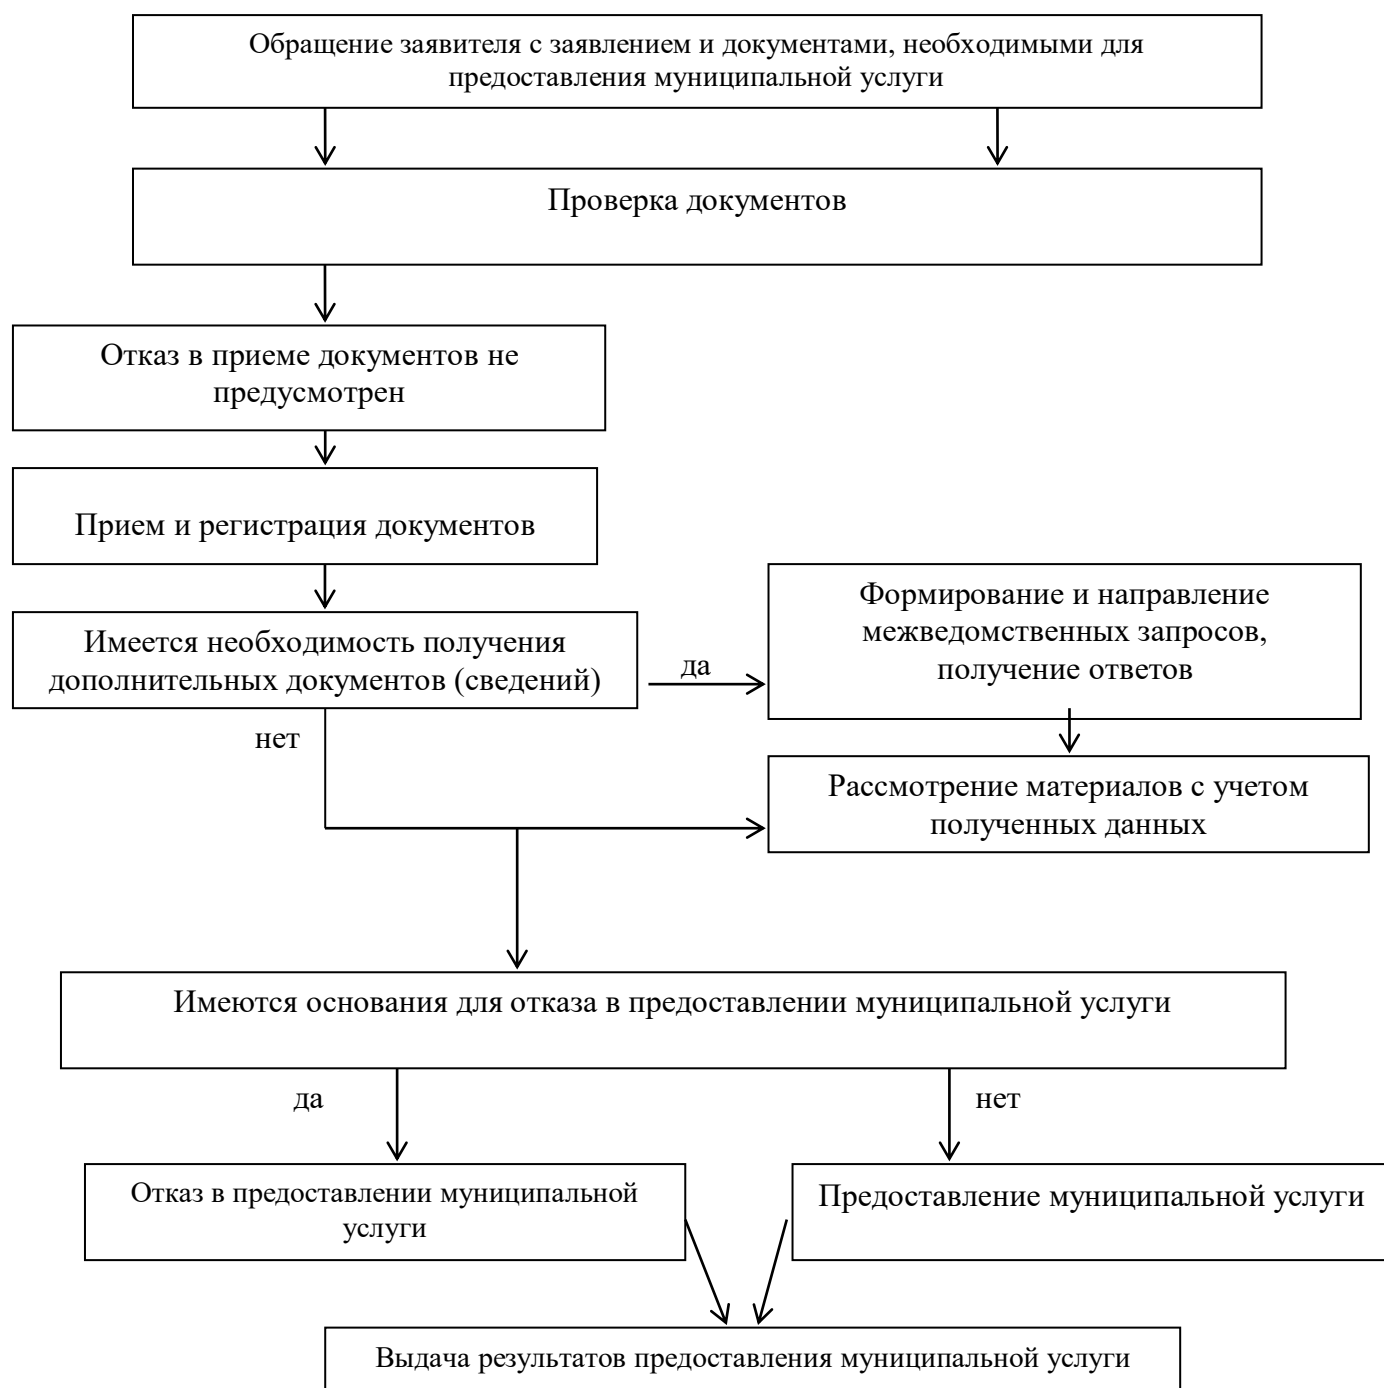 Обращение заявителя с заявлением и документами, необходимыми для
предоставления муниципальной услуги
Проверка документов
Отказ в приеме документов не
предусмотрен
Прием и регистрация документов
Имеется необходимость получения
дополнительных документов (сведений)
да
Формирование и направление
межведомственных запросов,
получение ответов
нет
Рассмотрение материалов с учетом
полученных данных
Имеются основания для отказа в предоставлении муниципальной услуги
да
нет
Отказ в предоставлении муниципальной
услуги
Предоставление муниципальной услуги
Выдача результатов предоставления муниципальной услуги